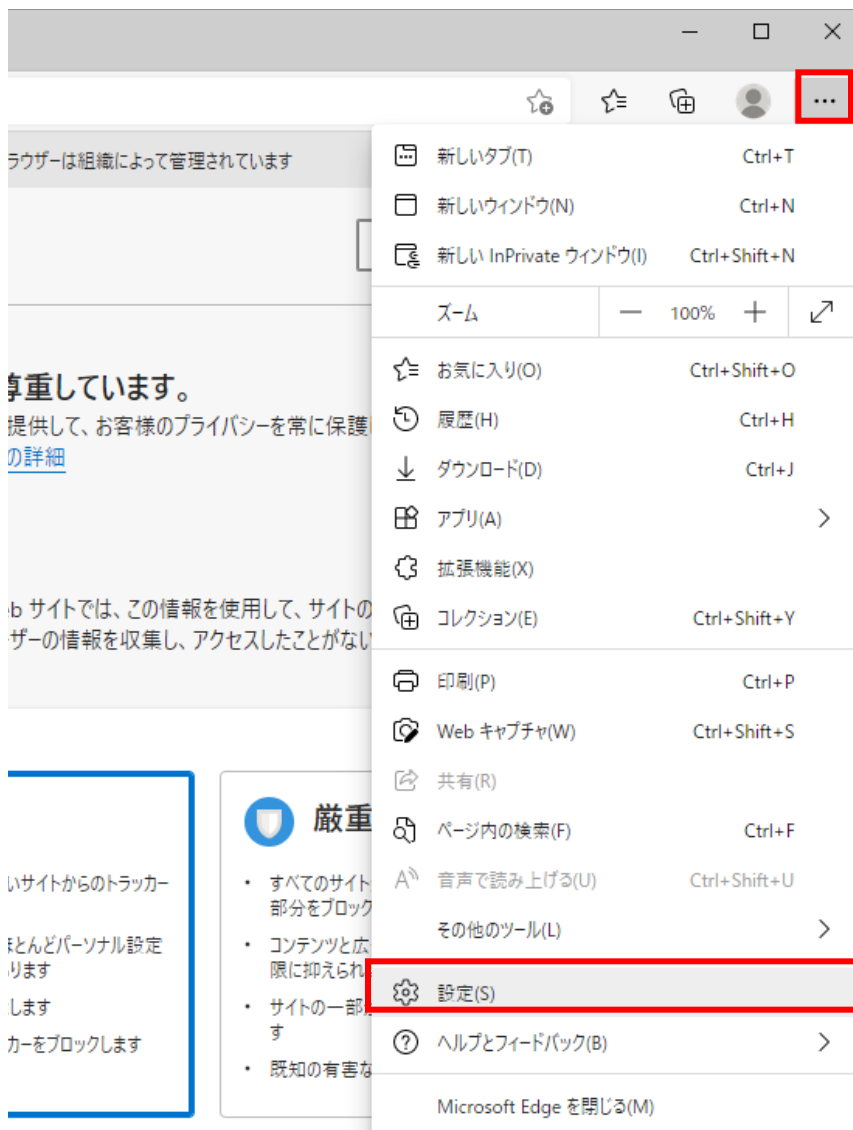 ラウザーは組織によって管理されています
新しいタブ(T) Ctrl+T
新しいウィンドウ(N) Ctrl+N
新しい InPrivate ウィンドウ(I) Ctrl+Shift+N
ズーム 100%
お気に入り(O) Ctrl+Shift+O
履歴(H) Ctrl+H
ダウンロード(D) Ctrl+J
アプリ(A)
拡張機能(X)
コレクション(E) Ctrl+Shift+Y
印刷(P) Ctrl+P
Web キャプチャ(W) Ctrl+Shift+S
共有(R)
ページ内の検索(F) Ctrl+F
音声で読み上げる(U) Ctrl+Shift+U
その他のツール(L)
設定(S)
ヘルプとフィードバック(B)
Microsoft Edge を閉じる(M)
尊重しています。
提供して、お客様のプライバシーを常に保護
の詳細
eb サイトでは、この情報を使用して、サイトの
ザーの情報を収集し、アクセスしたことがない
いサイトからのトラッカー
ほとんどパーソナル設定
ります
します
カーをブロックします
厳重
• すべてのサイト
部分をブロック
• コンテンツと広
限に抑えられ
• サイトの一部
す
• 既知の有害な